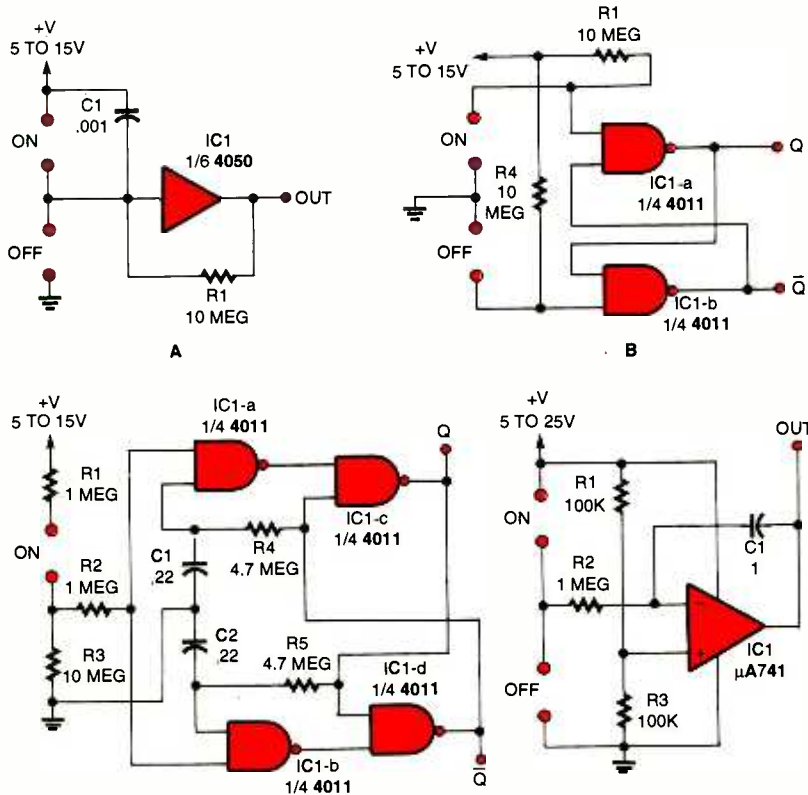 +V
5 TO 15V
C1
.001
ON
IC1
1/6 4050
OUT
OFF
R1
10 MEG
A
R1
10 MEG
+V
5 TO 15V
ON
R4
10
MEG
IC1-a
1/4 4011
Q
OFF
IC1-b
1/4 4011
Q̅
B
+V
5 TO 15V
R1
1 MEG
ON
R2
1 MEG
R3
10 MEG
IC1-a
1/4 4011
IC1-c
1/4 4011
Q
R4
4.7 MEG
C1
.22
C2
.22
R5
4.7 MEG
IC1-d
1/4 4011
IC1-b
1/4 4011
Q̅
+V
5 TO 25V
OUT
R1
100K
ON
R2
1 MEG
C1
1
-
+
IC1
µA741
OFF
R3
100K